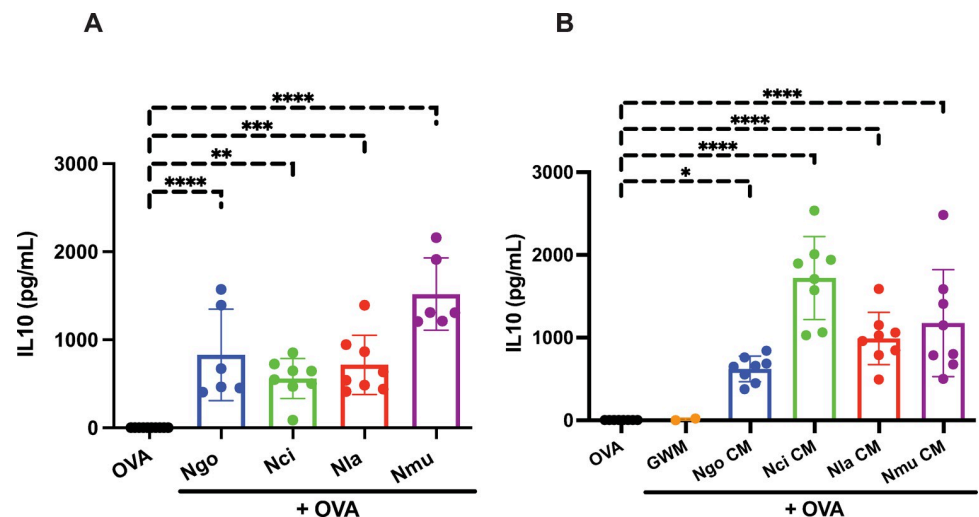 A
****
***
**
****
3000
2000
1000
0
IL10 (pg/mL)
OVA
Ngo
Nci
Nla
Nmu
+ OVA
B
****
****
****
*
3000
2000
1000
0
IL10 (pg/mL)
OVA
GWM
Ngo CM
Nci CM
Nla CM
Nmu CM
+ OVA